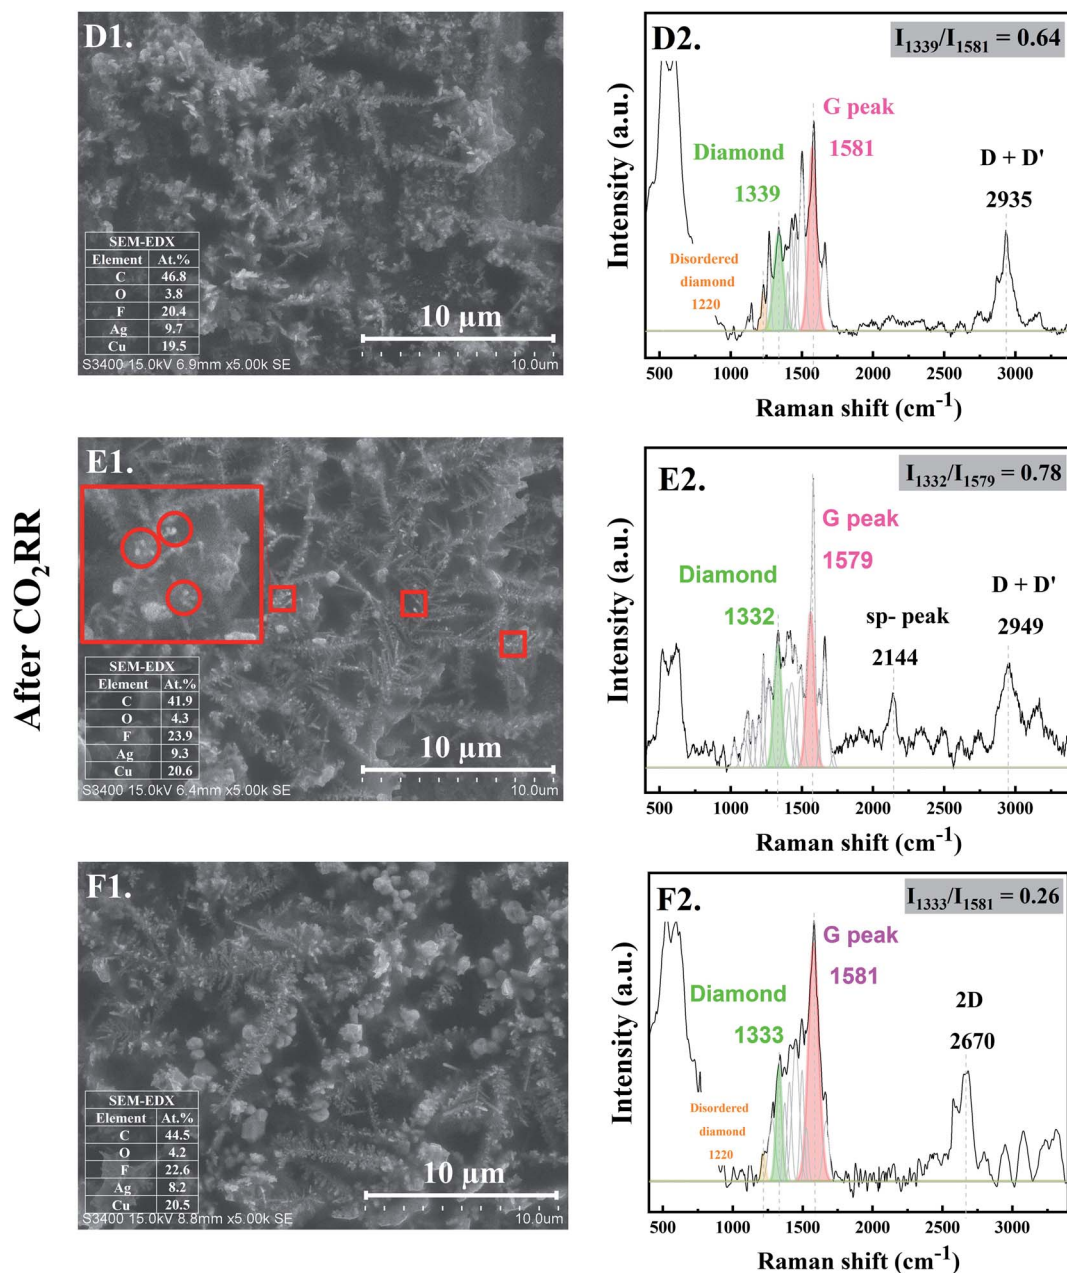 After CO2RR
D1.
SEM-EDX
Element At.%
C 46.8
O 3.8
F 20.4
Ag 9.7
Cu 19.5
10 µm
S3400 15.0kV 6.9mm x5.00k SE 10.0um
D2.
I1339/I1581 = 0.64
G peak
1581
Diamond
1339
D + D'
2935
Disordered
diamond
1220
Intensity (a.u.)
500 1000 1500 2000 2500 3000
Raman shift (cm-1)
E1.
SEM-EDX
Element At.%
C 41.9
O 4.3
F 23.9
Ag 9.3
Cu 20.6
10 µm
S3400 15.0kV 6.4mm x5.00k SE 10.0um
E2.
I1332/I1579 = 0.78
G peak
1579
Diamond
1332
sp- peak
2144
D + D'
2949
Intensity (a.u.)
500 1000 1500 2000 2500 3000
Raman shift (cm-1)
F1.
SEM-EDX
Element At.%
C 44.5
O 4.2
F 22.6
Ag 8.2
Cu 20.5
10 µm
S3400 15.0kV 8.8mm x5.00k SE 10.0um
F2.
I1333/I1581 = 0.26
G peak
1581
Diamond
1333
2D
2670
Disordered
diamond
1220
Intensity (a.u.)
500 1000 1500 2000 2500 3000
Raman shift (cm-1)